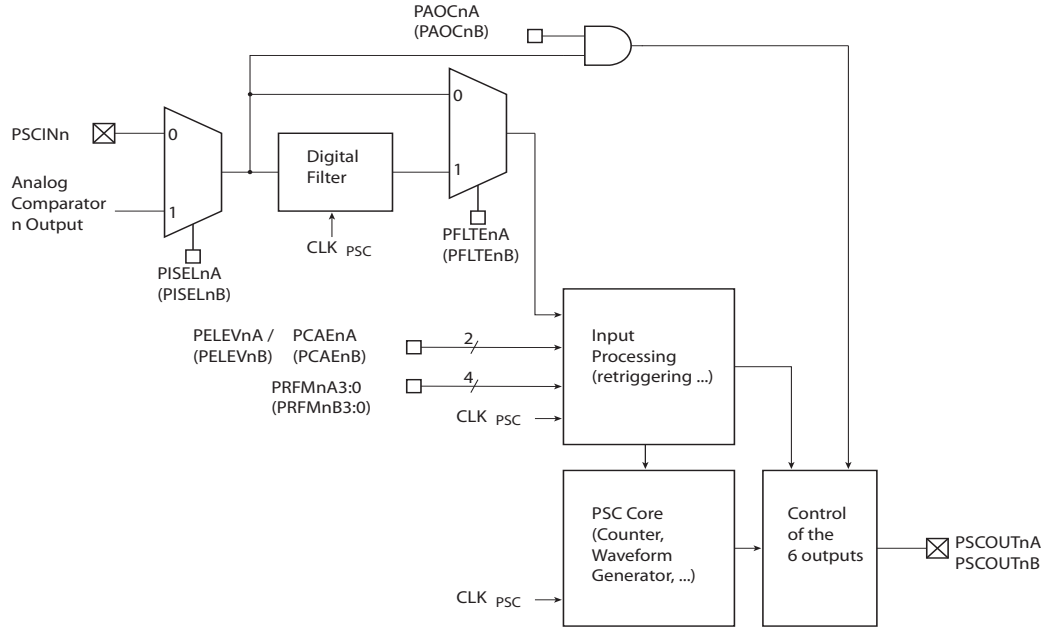 PAOCnA
(PAOCnB)
0
PSCINn
0
Digital
Filter
1
Analog
Comparator
n Output
1
CLK PSC
PFLTEnA
(PFLTEnB)
PISELnA
(PISELnB)
PELEVnA / PCAEnA
(PELEVnB) (PCAEnB)
2
Input
Processing
(retriggering ...)
PRFMnA3:0
(PRFMnB3:0)
4
CLK PSC
PSC Core
(Counter,
Waveform
Generator, ...)
Control
of the
6 outputs
PSCOUTnA
PSCOUTnB
CLK PSC